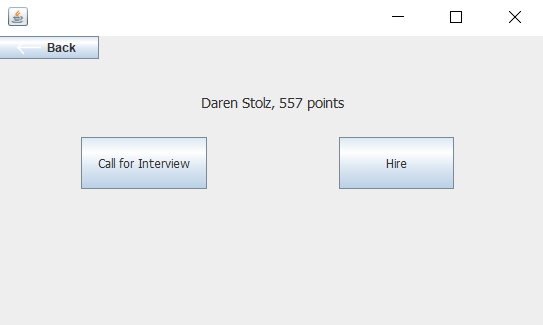 Back
Daren Stolz, 557 points
Call for Interview
Hire